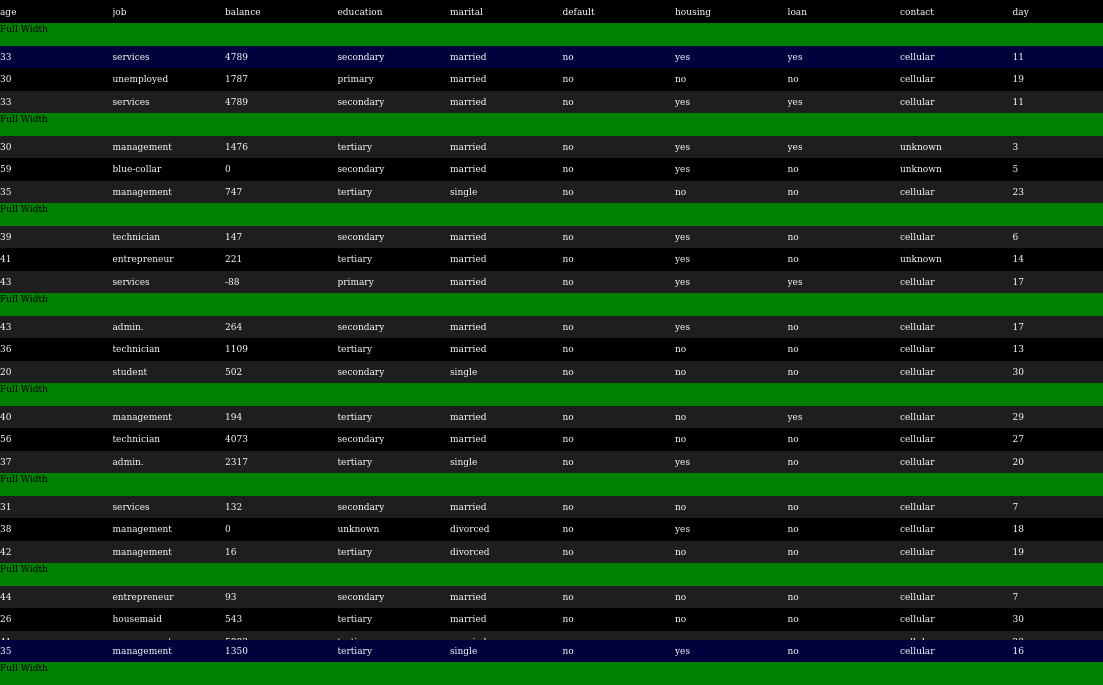 age job balance education marital default housing loan contact day
Full Width
33 services 4789 secondary married no yes yes cellular 11
30 unemployed 1787 primary married no no no cellular 19
33 services 4789 secondary married no yes yes cellular 11
Full Width
30 management 1476 tertiary married no yes yes unknown 3
59 blue-collar 0 secondary married no yes no unknown 5
35 management 747 tertiary single no no no cellular 23
Full Width
39 technician 147 secondary married no yes no cellular 6
41 entrepreneur 221 tertiary married no yes no unknown 14
43 services -88 primary married no yes yes cellular 17
Full Width
43 admin. 264 secondary married no yes no cellular 17
36 technician 1109 tertiary married no no no cellular 13
20 student 502 secondary single no no no cellular 30
Full Width
40 management 194 tertiary married no no yes cellular 29
56 technician 4073 secondary married no no no cellular 27
37 admin. 2317 tertiary single no yes no cellular 20
Full Width
31 services 132 secondary married no no no cellular 7
38 management 0 unknown divorced no yes no cellular 18
42 management 16 tertiary divorced no no no cellular 19
Full Width
44 entrepreneur 93 secondary married no no no cellular 7
26 housemaid 543 tertiary married no no no cellular 30
35 management 1350 tertiary single no yes no cellular 16
Full Width